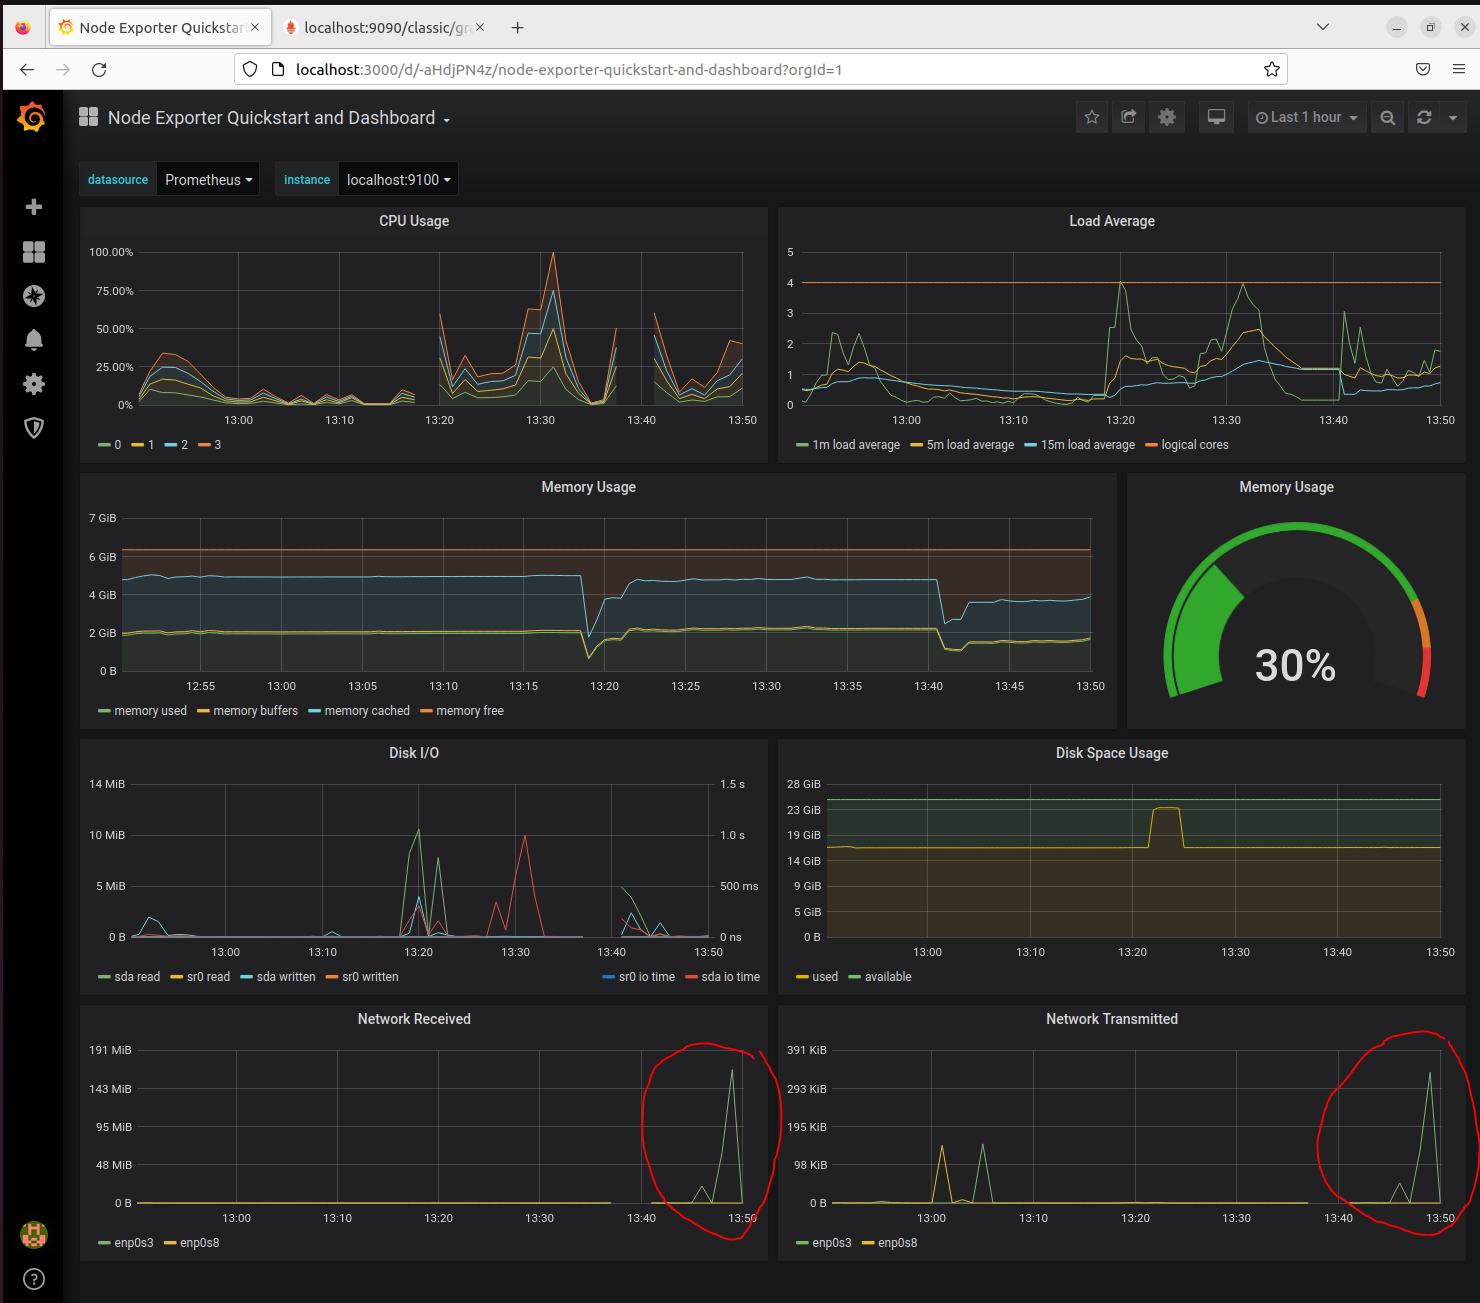 Node Exporter Quickstar
localhost:9090/classic/gr
localhost:3000/d/-aHdjPN4z/node-exporter-quickstart-and-dashboard?orgId=1
Node Exporter Quickstart and Dashboard
Last 1 hour
datasource Prometheus instance localhost:9100
CPU Usage
100.00%
75.00%
50.00%
25.00%
0%
13:00 13:10 13:20 13:30 13:40 13:50
0 1 2 3
Load Average
5
4
3
2
1
0
13:00 13:10 13:20 13:30 13:40 13:50
1m load average 5m load average 15m load average logical cores
Memory Usage
7 GiB
6 GiB
4 GiB
2 GiB
0 B
12:55 13:00 13:05 13:10 13:15 13:20 13:25 13:30 13:35 13:40 13:45 13:50
memory used memory buffers memory cached memory free
Memory Usage
30%
Disk I/O
14 MiB 1.5 s
10 MiB 1.0 s
5 MiB 500 ms
0 B 0 ns
13:00 13:10 13:20 13:30 13:40 13:50
sda read sr0 read sda written sr0 written sr0 io time sda io time
Disk Space Usage
28 GiB
23 GiB
19 GiB
14 GiB
9 GiB
5 GiB
0 B
13:00 13:10 13:20 13:30 13:40 13:50
used available
Network Received
191 MiB
143 MiB
95 MiB
48 MiB
0 B
13:00 13:10 13:20 13:30 13:40 13:50
enp0s3 enp0s8
Network Transmitted
391 KiB
293 KiB
195 KiB
98 KiB
0 B
13:00 13:10 13:20 13:30 13:40 13:50
enp0s3 enp0s8